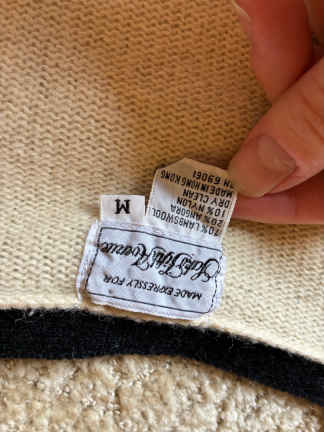 MADE EXPRESSLY FOR
Saks Fifth Avenue
M
70% LAMBSWOOL
20% ANGORA
10% NYLON
DRY CLEAN
MADE IN HONG KONG
RN 69061